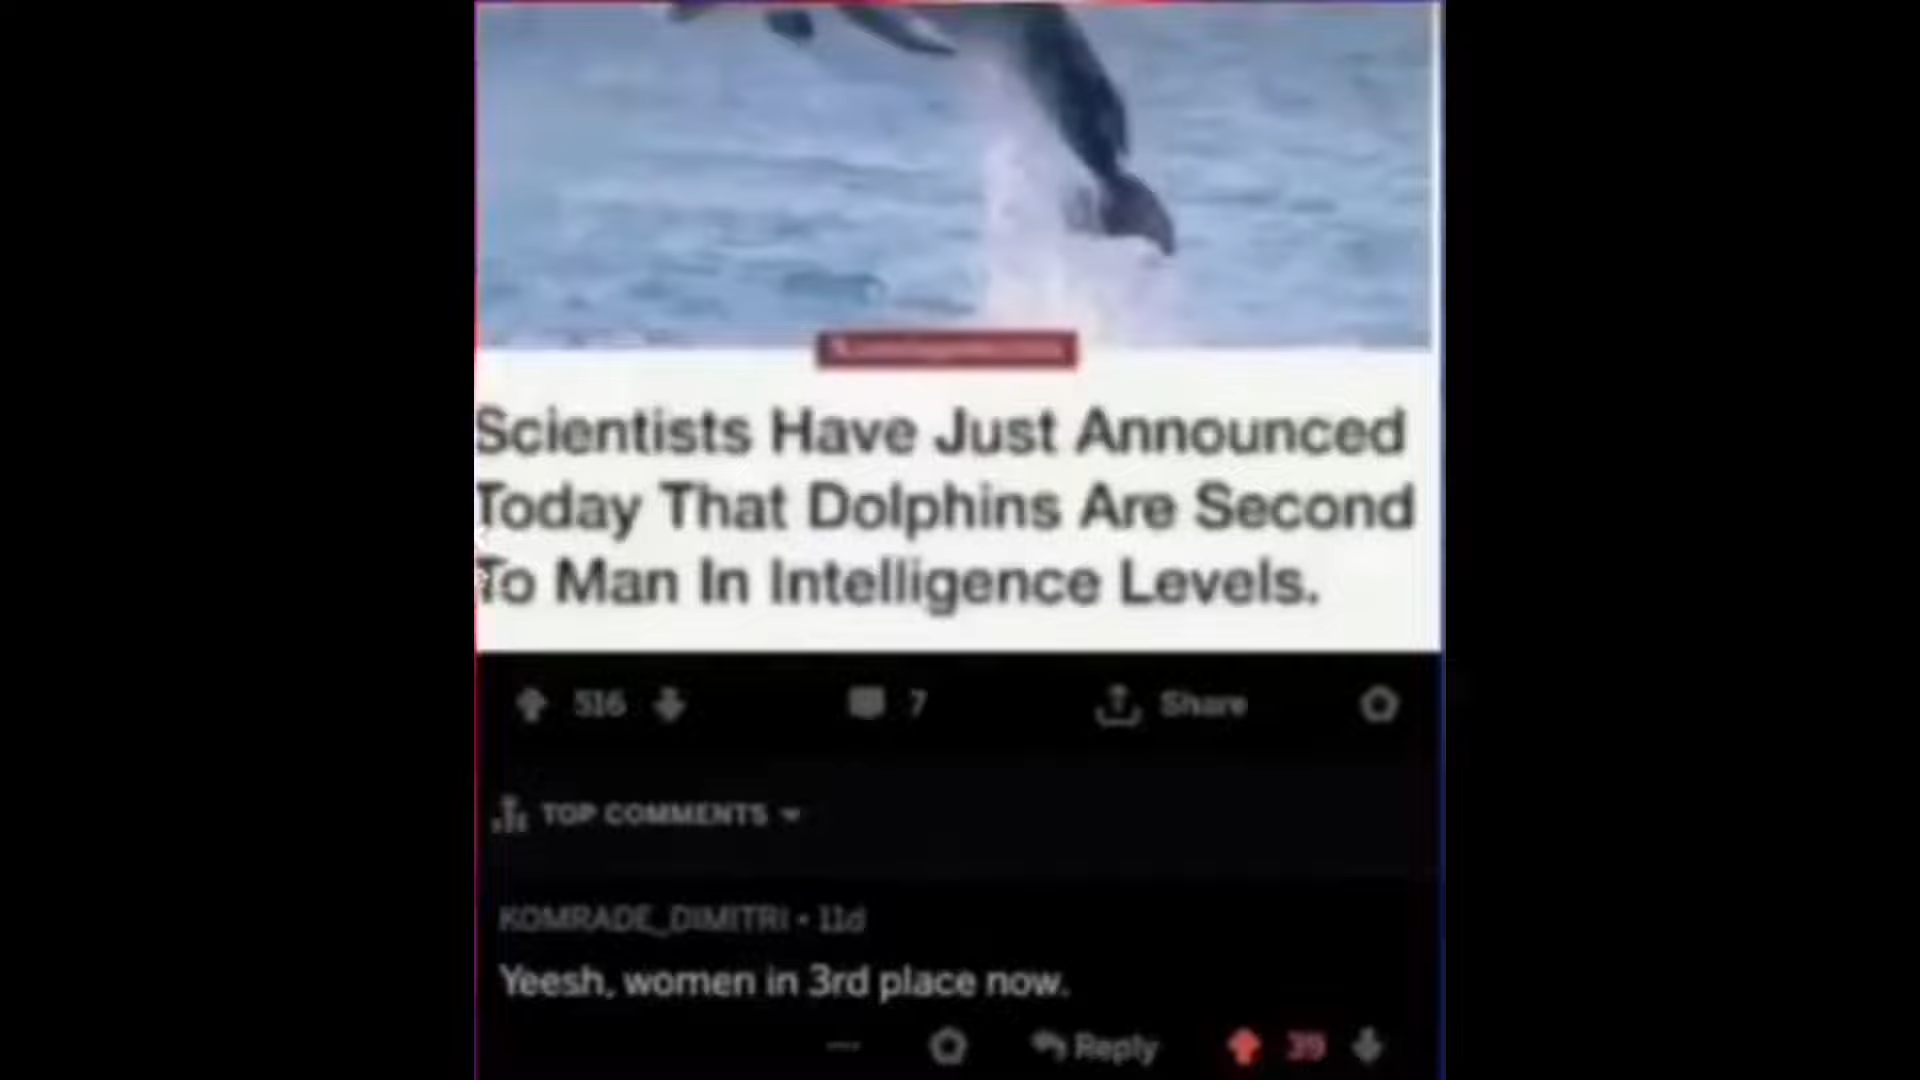 Scientists Have Just Announced
Today That Dolphins Are Second
To Man In Intelligence Levels.
516
7
Share
TOP COMMENTS
KOMRADE_DIMITRI • 11d
Yeesh, women in 3rd place now.
Reply
39